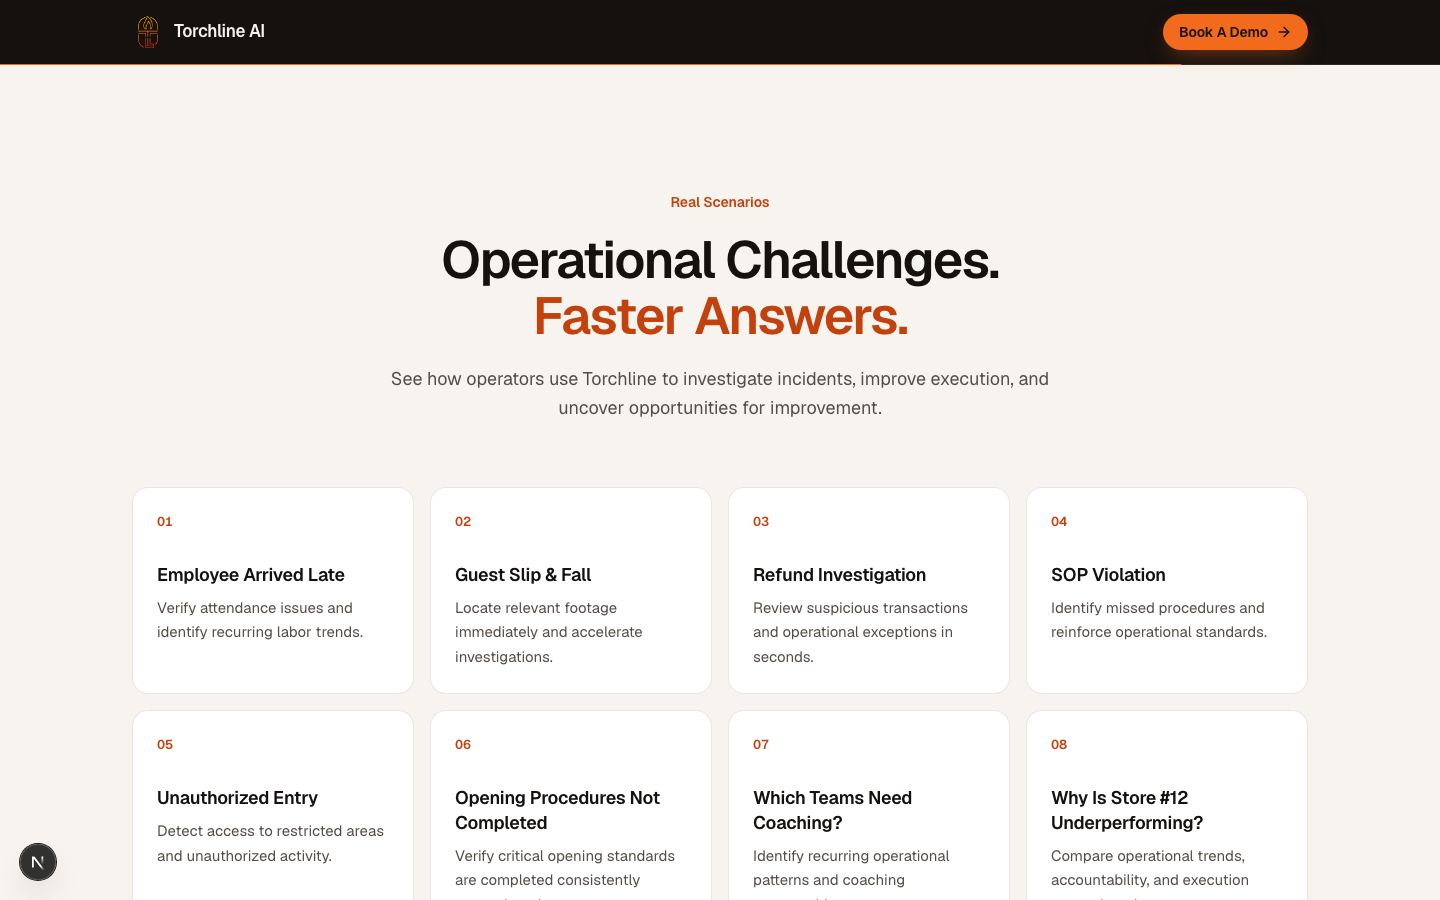 Torchline AI
Book A Demo
Real Scenarios
Operational Challenges.
Faster Answers.
See how operators use Torchline to investigate incidents, improve execution, and
uncover opportunities for improvement.
01
Employee Arrived Late
Verify attendance issues and
identify recurring labor trends.
02
Guest Slip & Fall
Locate relevant footage
immediately and accelerate
investigations.
03
Refund Investigation
Review suspicious transactions
and operational exceptions in
seconds.
04
SOP Violation
Identify missed procedures and
reinforce operational standards.
05
Unauthorized Entry
Detect access to restricted areas
and unauthorized activity.
06
Opening Procedures Not
Completed
Verify critical opening standards
are completed consistently
07
Which Teams Need
Coaching?
Identify recurring operational
patterns and coaching
08
Why Is Store #12
Underperforming?
Compare operational trends,
accountability, and execution
N